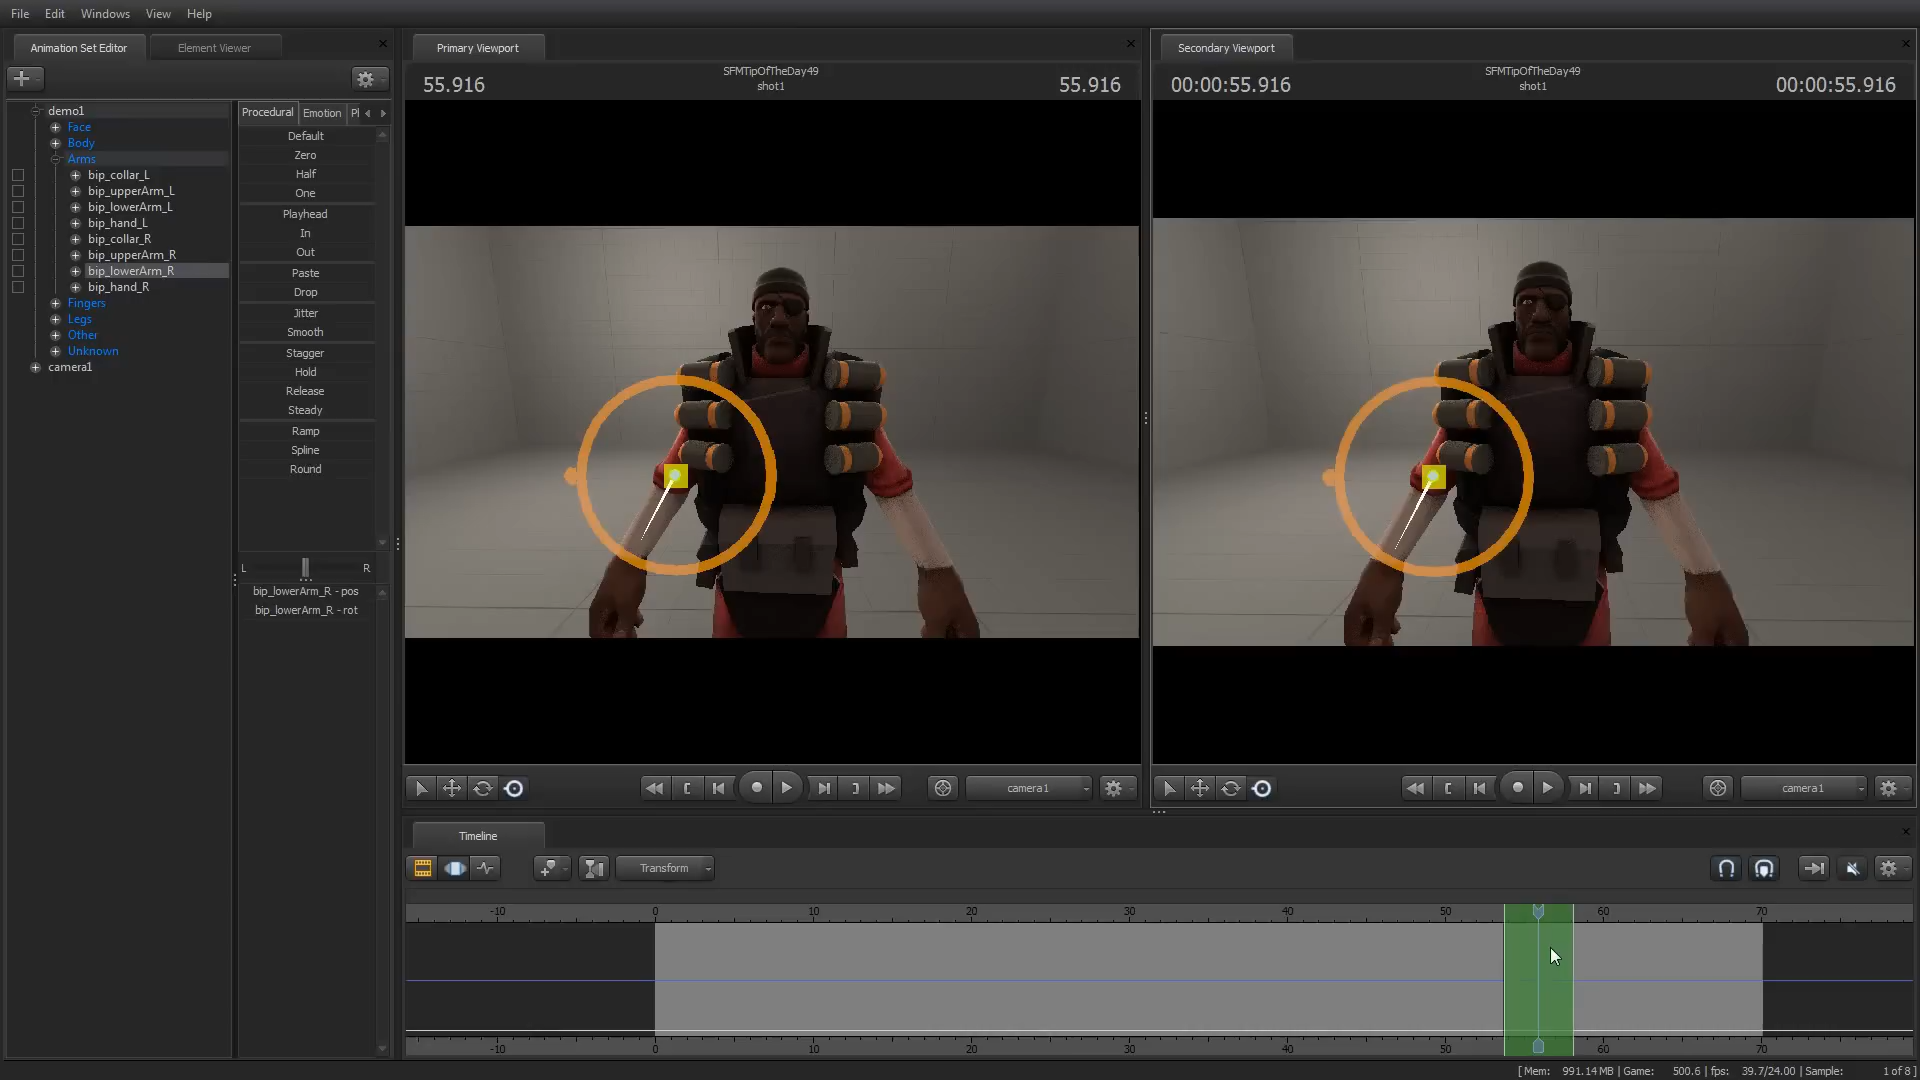 File Edit Windows View Help
Animation Set Editor Element Viewer
demo1
Face
Body
Arms
bip_collar_L
bip_upperArm_L
bip_lowerArm_L
bip_hand_L
bip_collar_R
bip_upperArm_R
bip_lowerArm_R
bip_hand_R
Fingers
Legs
Other
Unknown
camera1
Procedural Emotion
Default
Zero
Half
One
Playhead
In
Out
Paste
Drop
Jitter
Smooth
Stagger
Hold
Release
Steady
Ramp
Spline
Round
L R
bip_lowerArm_R - pos
bip_lowerArm_R - rot
Primary Viewport
SFMTipOfTheDay49
55.916 shot1 55.916
camera1
Secondary Viewport
SFMTipOfTheDay49
00:00:55.916 shot1 00:00:55.916
camera1
Timeline
Transform
-10 0 10 20 30 40 50 60 70
-10 0 10 20 30 40 50 60 70
[ Mem: 991.14 MB | Game: 500.6 | fps: 39.7/24.00 | Sample: 1 of 8 ]